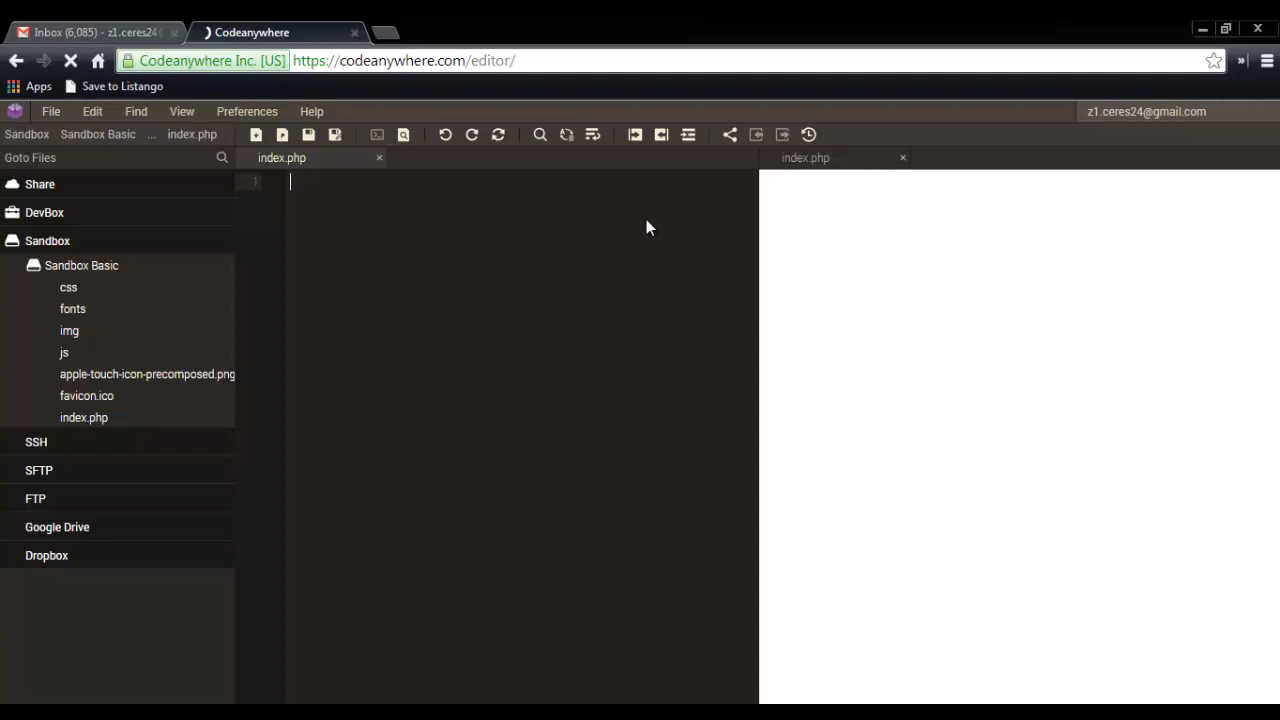 Inbox (6,085) - z1.ceres24 Codeanywhere
Codeanywhere Inc. [US] https://codeanywhere.com/editor/
Apps Save to Listango
File Edit Find View Preferences Help z1.ceres24@gmail.com
Sandbox Sandbox Basic ... index.php
Goto Files index.php index.php
1
Share
DevBox
Sandbox
Sandbox Basic
css
fonts
img
js
apple-touch-icon-precomposed.png
favicon.ico
index.php
SSH
SFTP
FTP
Google Drive
Dropbox